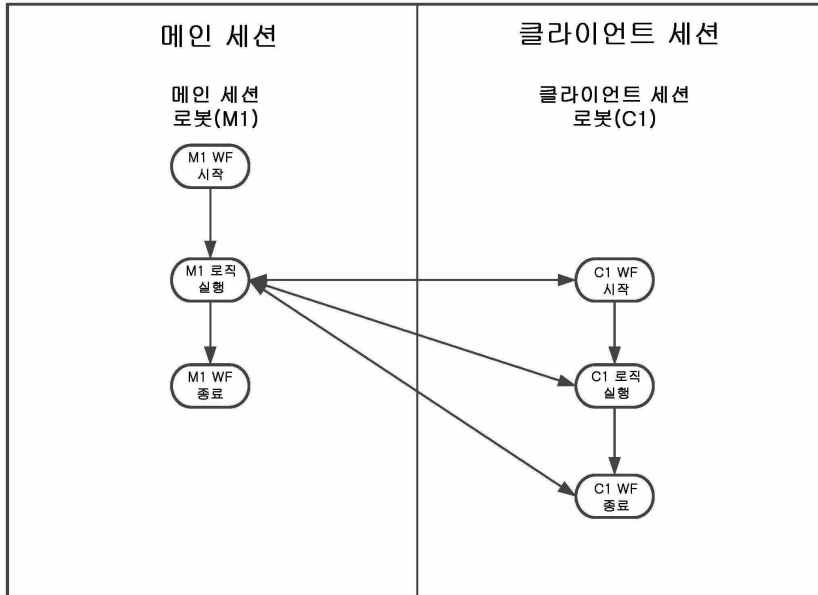 메인 세션
클라이언트 세션
메인 세션
로봇(M1)
클라이언트 세션
로봇(C1)
M1 WF
시작
M1 로직
실행
C1 WF
시작
M1 WF
종료
C1 로직
실행
C1 WF
종료